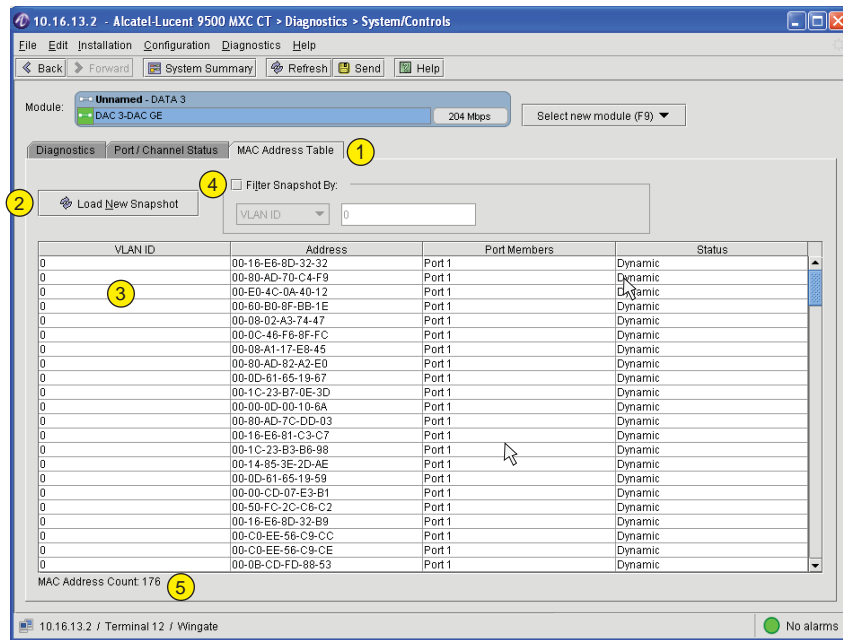 10.16.13.2 - Alcatel-Lucent 9500 MXC CT > Diagnostics > System/Controls
File Edit Installation Configuration Diagnostics Help
Back Forward System Summary Refresh Send Help
Module: Unnamed - DATA 3
DAC 3-DAC GE 204 Mbps Select new module (F9)
Diagnostics Port / Channel Status MAC Address Table 1
4 Filter Snapshot By:
2 Load New Snapshot
VLAN ID 0
VLAN ID Address Port Members Status
0 00-16-E6-8D-32-32 Port 1 Dynamic
0 00-80-AD-70-C4-F9 Port 1 Dynamic
0 3 00-E0-4C-0A-40-12 Port 1 Dynamic
0 00-60-B0-8F-BB-1E Port 1 Dynamic
0 00-08-02-A3-74-47 Port 1 Dynamic
0 00-0C-46-F6-8F-FC Port 1 Dynamic
0 00-08-A1-17-E8-45 Port 1 Dynamic
0 00-80-AD-82-A2-E0 Port 1 Dynamic
0 00-0D-61-65-19-67 Port 1 Dynamic
0 00-1C-23-B7-0E-3D Port 1 Dynamic
0 00-00-0D-00-10-6A Port 1 Dynamic
0 00-80-AD-7C-DD-03 Port 1 Dynamic
0 00-16-E6-81-C3-C7 Port 1 Dynamic
0 00-1C-23-B3-B6-98 Port 1 Dynamic
0 00-14-85-3E-2D-AE Port 1 Dynamic
0 00-0D-61-65-19-59 Port 1 Dynamic
0 00-00-CD-07-E3-B1 Port 1 Dynamic
0 00-50-FC-2C-C6-C2 Port 1 Dynamic
0 00-16-E6-8D-32-B9 Port 1 Dynamic
0 00-C0-EE-56-C9-CC Port 1 Dynamic
0 00-C0-EE-56-C9-CE Port 1 Dynamic
0 00-0B-CD-FD-88-53 Port 1 Dynamic
MAC Address Count: 176 5
10.16.13.2 / Terminal 12 / Wingate No alarms